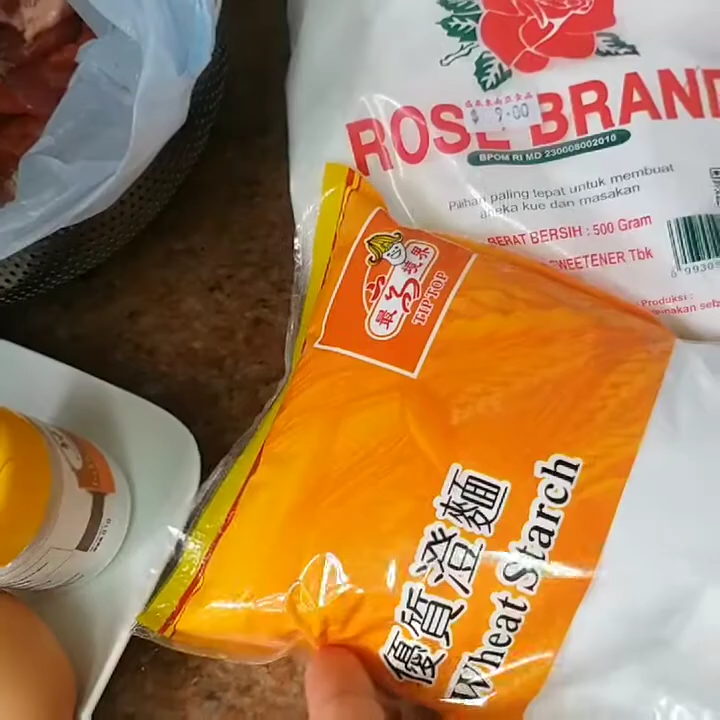 $ 9.00
ROSE BRAND
BPOM RI MD 230008002010
Pilihan paling tepat untuk membuat
aneka kue dan masakan
BERAT BERSIH : 500 Gram
SWEETENER Tbk
Produksi :
TIPTOP
優質澄麵
Wheat Starch